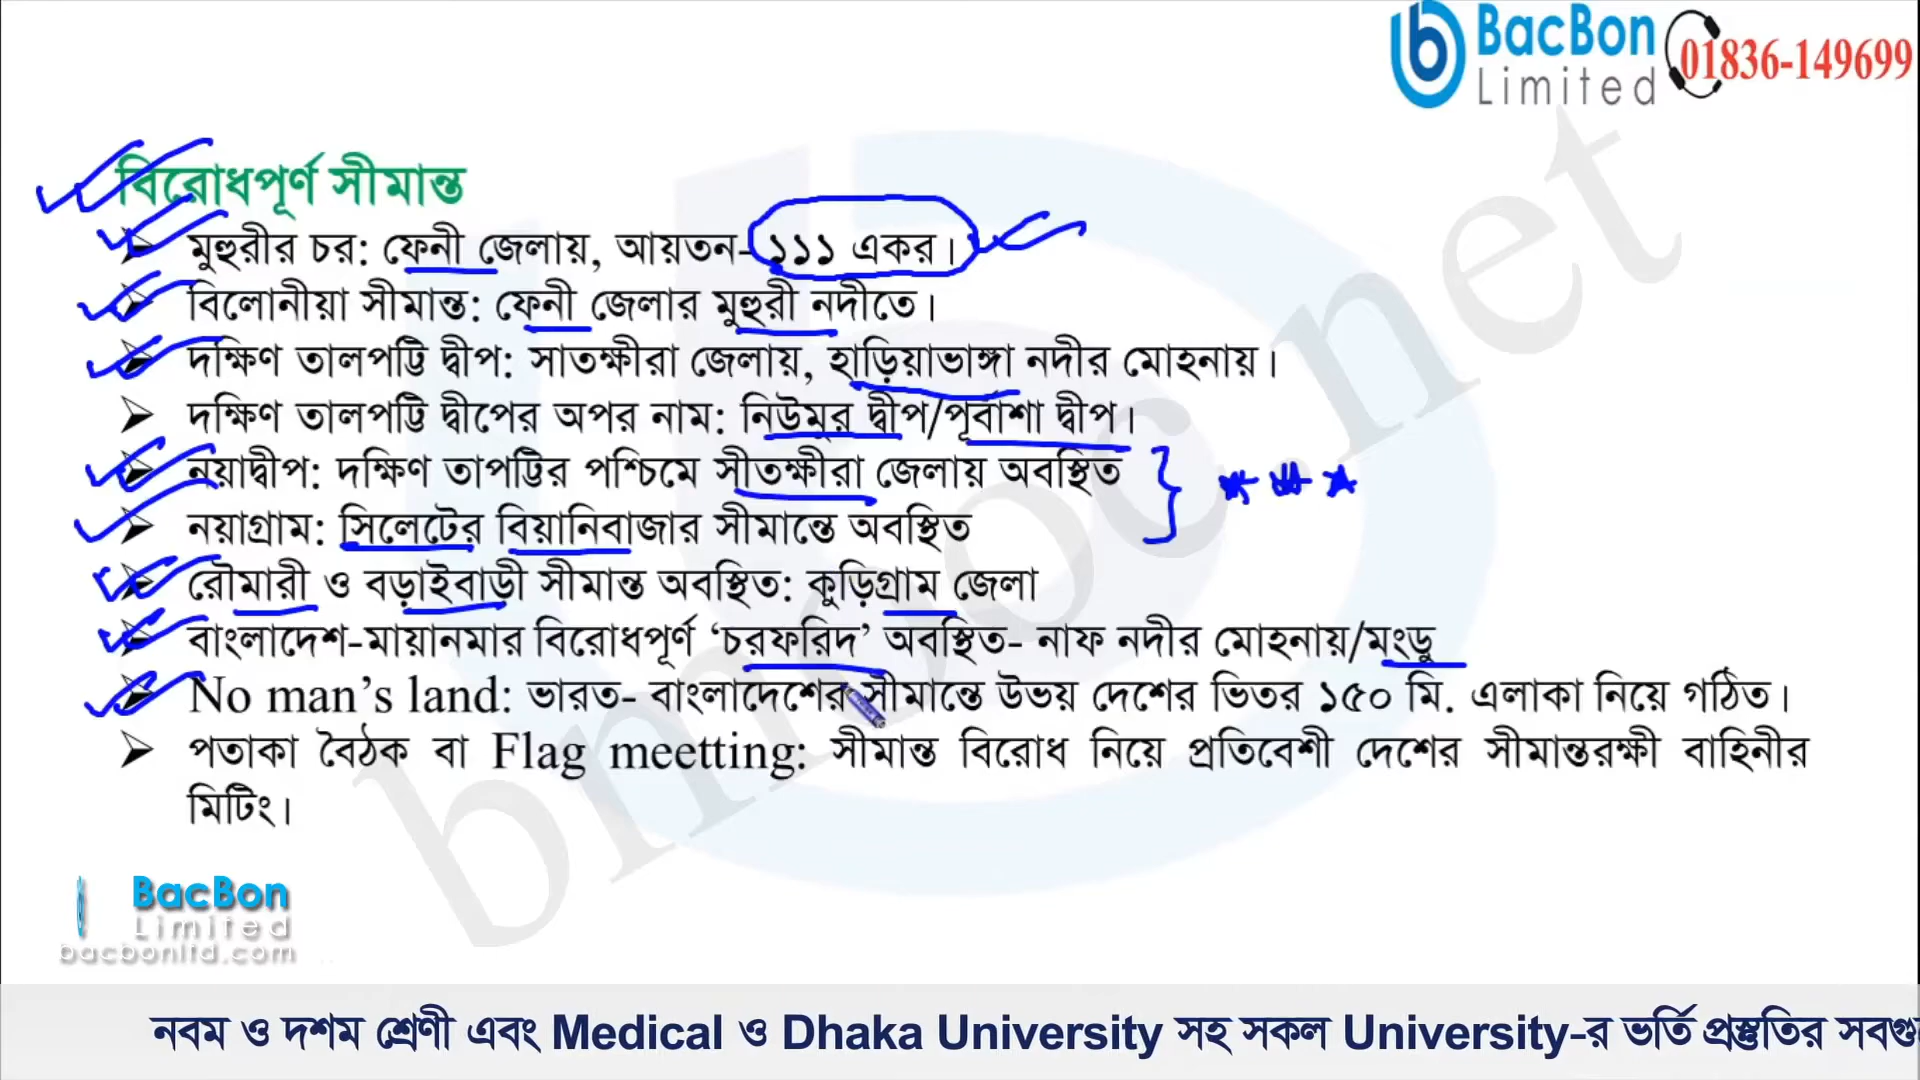 BacBon
Limited
01836-149699
বিরোধপূর্ণ সীমান্ত
➢ মুহুরীর চর: ফেনী জেলায়, আয়তন- ১১১ একর।
➢ বিলোনীয়া সীমান্ত: ফেনী জেলার মুহুরী নদীতে।
➢ দক্ষিণ তালপট্টি দ্বীপ: সাতক্ষীরা জেলায়, হাড়িয়াভাঙ্গা নদীর মোহনায়।
➢ দক্ষিণ তালপট্টি দ্বীপের অপর নাম: নিউমুর দ্বীপ/পূর্বাশা দ্বীপ।
➢ নয়াদ্বীপ: দক্ষিণ তাপট্টির পশ্চিমে সীতক্ষীরা জেলায় অবস্থিত
➢ নয়াগ্রাম: সিলেটের বিয়ানিবাজার সীমান্তে অবস্থিত
➢ রৌমারী ও বড়াইবাড়ী সীমান্ত অবস্থিত: কুড়িগ্রাম জেলা
➢ বাংলাদেশ-মায়ানমার বিরোধপূর্ণ ‘চরফরিদ’ অবস্থিত- নাফ নদীর মোহনায়/মংডু
➢ No man’s land: ভারত- বাংলাদেশের সীমান্তে উভয় দেশের ভিতর ১৫০ মি. এলাকা নিয়ে গঠিত।
➢ পতাকা বৈঠক বা Flag meetting: সীমান্ত বিরোধ নিয়ে প্রতিবেশী দেশের সীমান্তরক্ষী বাহিনীর
মিটিং।
BacBon
Limited
bacbonltd.com
নবম ও দশম শ্রেণী এবং Medical ও Dhaka University সহ সকল University-র ভর্তি প্রস্তুতির